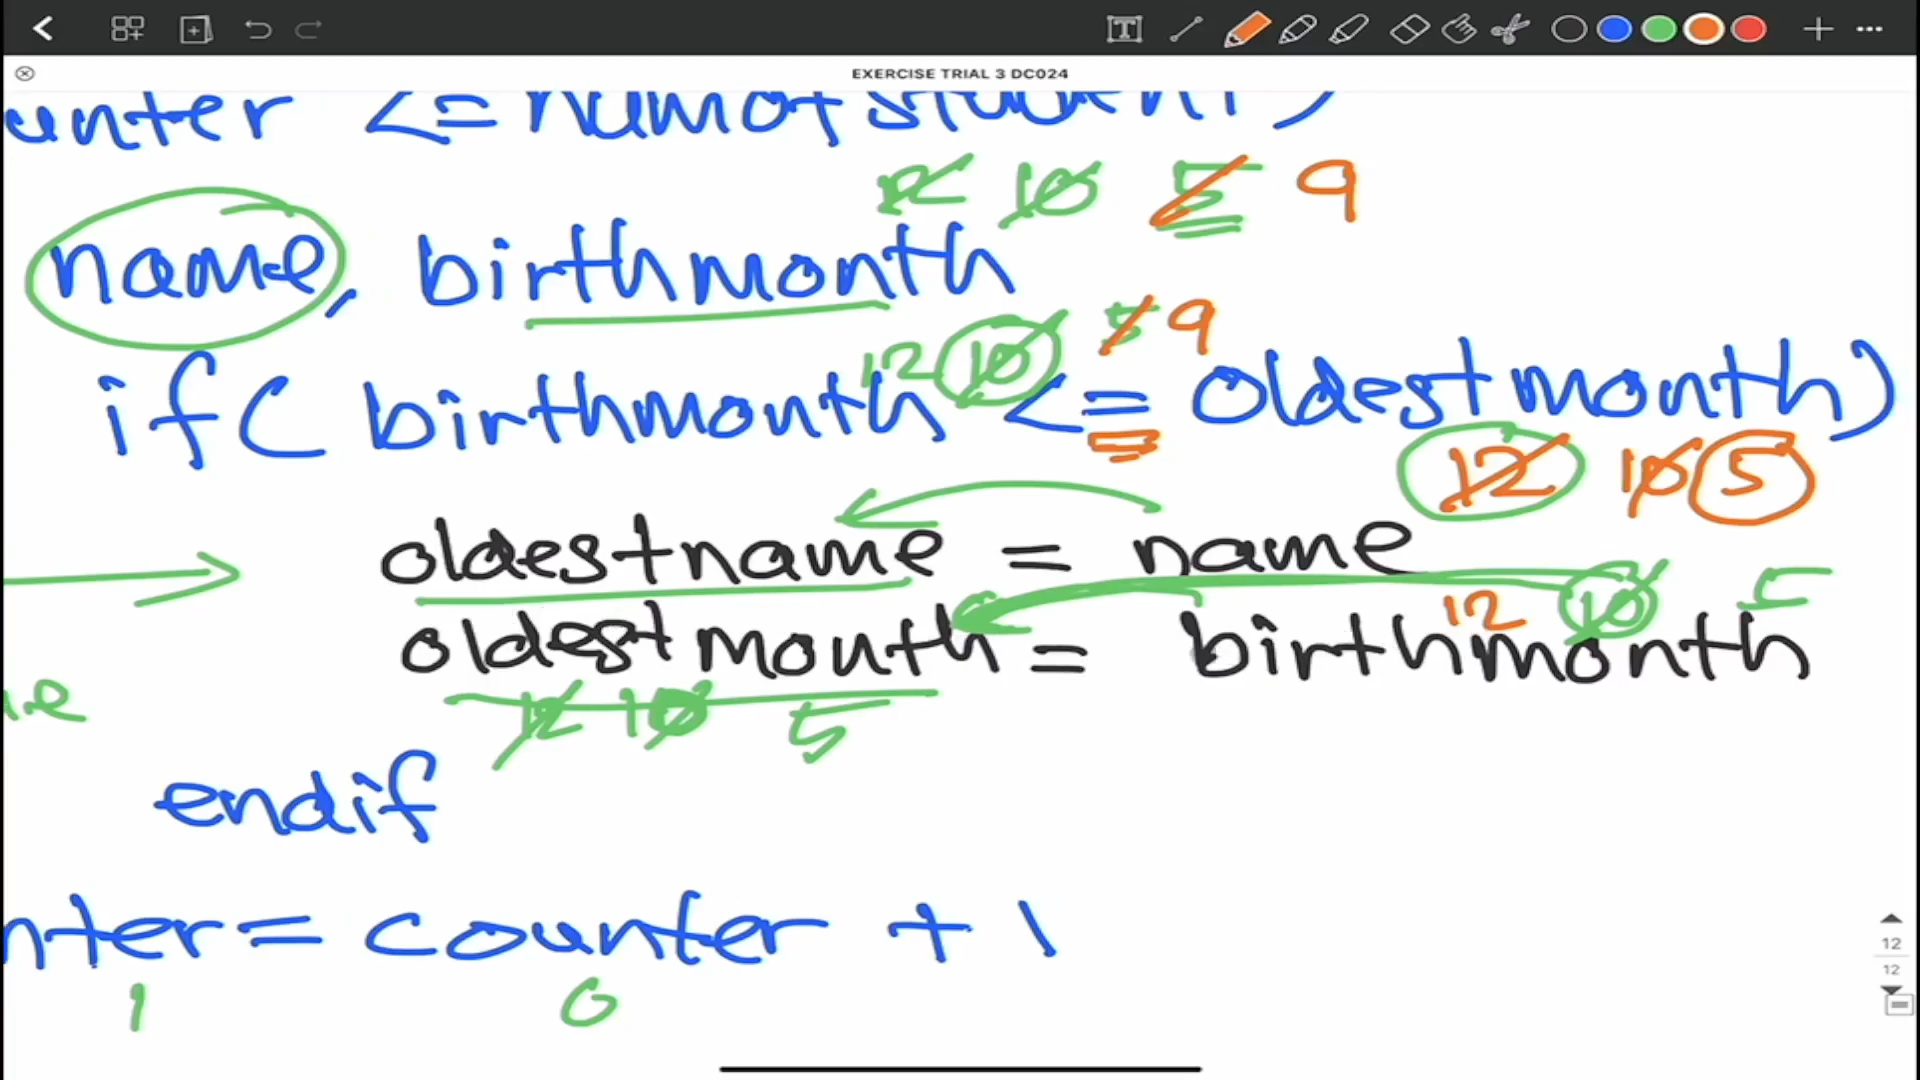 EXERCISE TRIAL 3 DC024
unter <= numofstudent)
12 10 5 9
name, birthmonth
12 10 5 9
if( birthmonth <= oldestmonth)
12 10 5
oldestname = name
12 10 5
oldestmonth = birthmonth
12 10 5
endif
nter = counter + 1
1 0
12
12